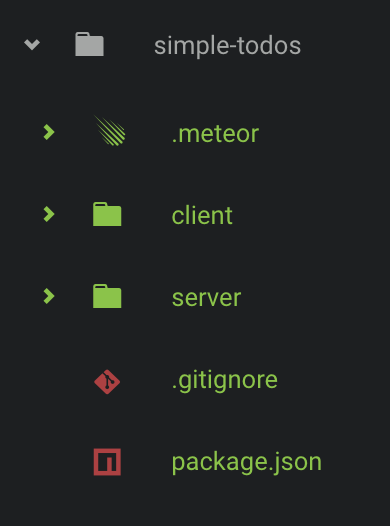 simple-todos
.meteor
client
server
.gitignore
package.json